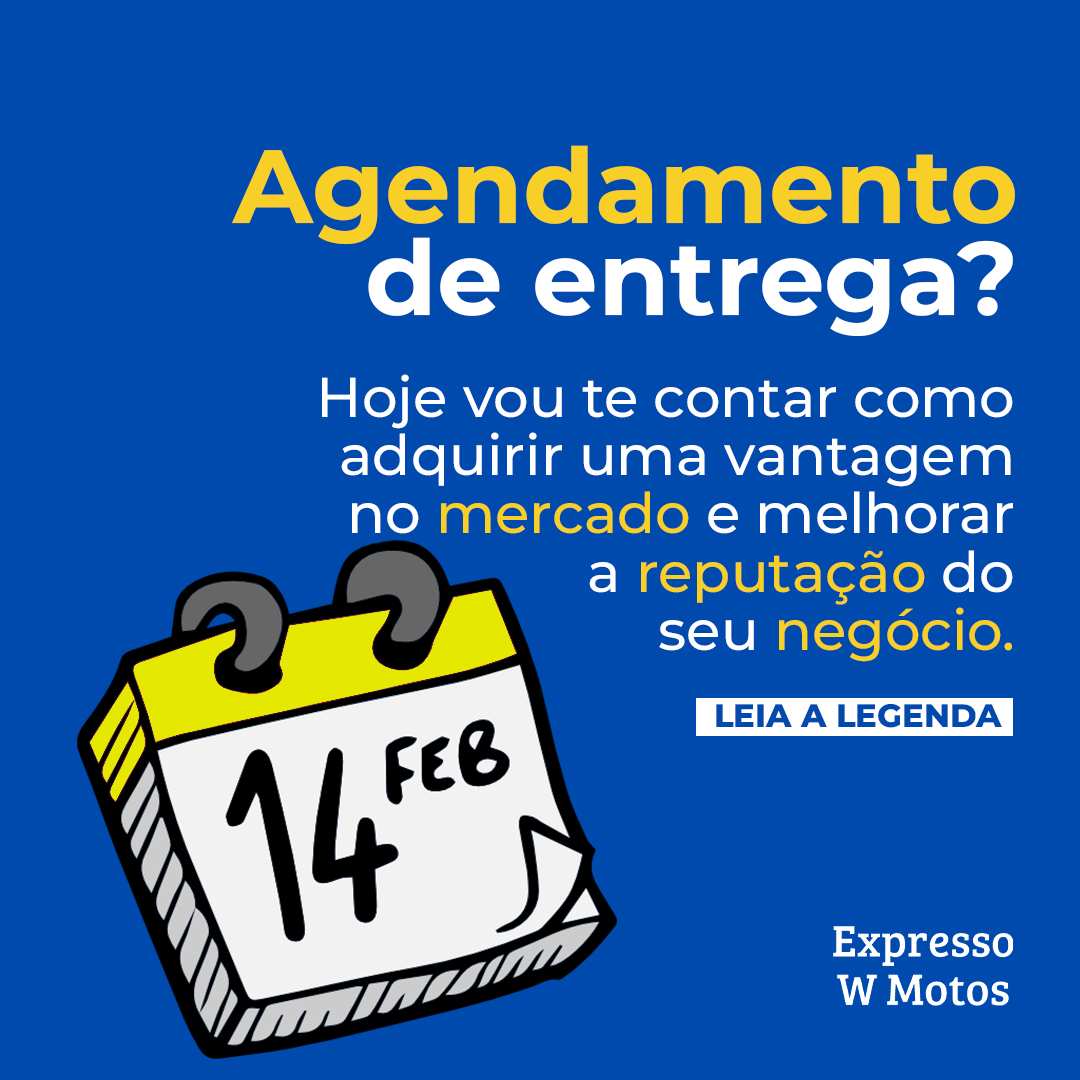 Agendamento
de entrega?
Hoje vou te contar como
adquirir uma vantagem
no mercado e melhorar
a reputação do
seu negócio.
LEIA A LEGENDA
14 FEB
Expresso
W Motos